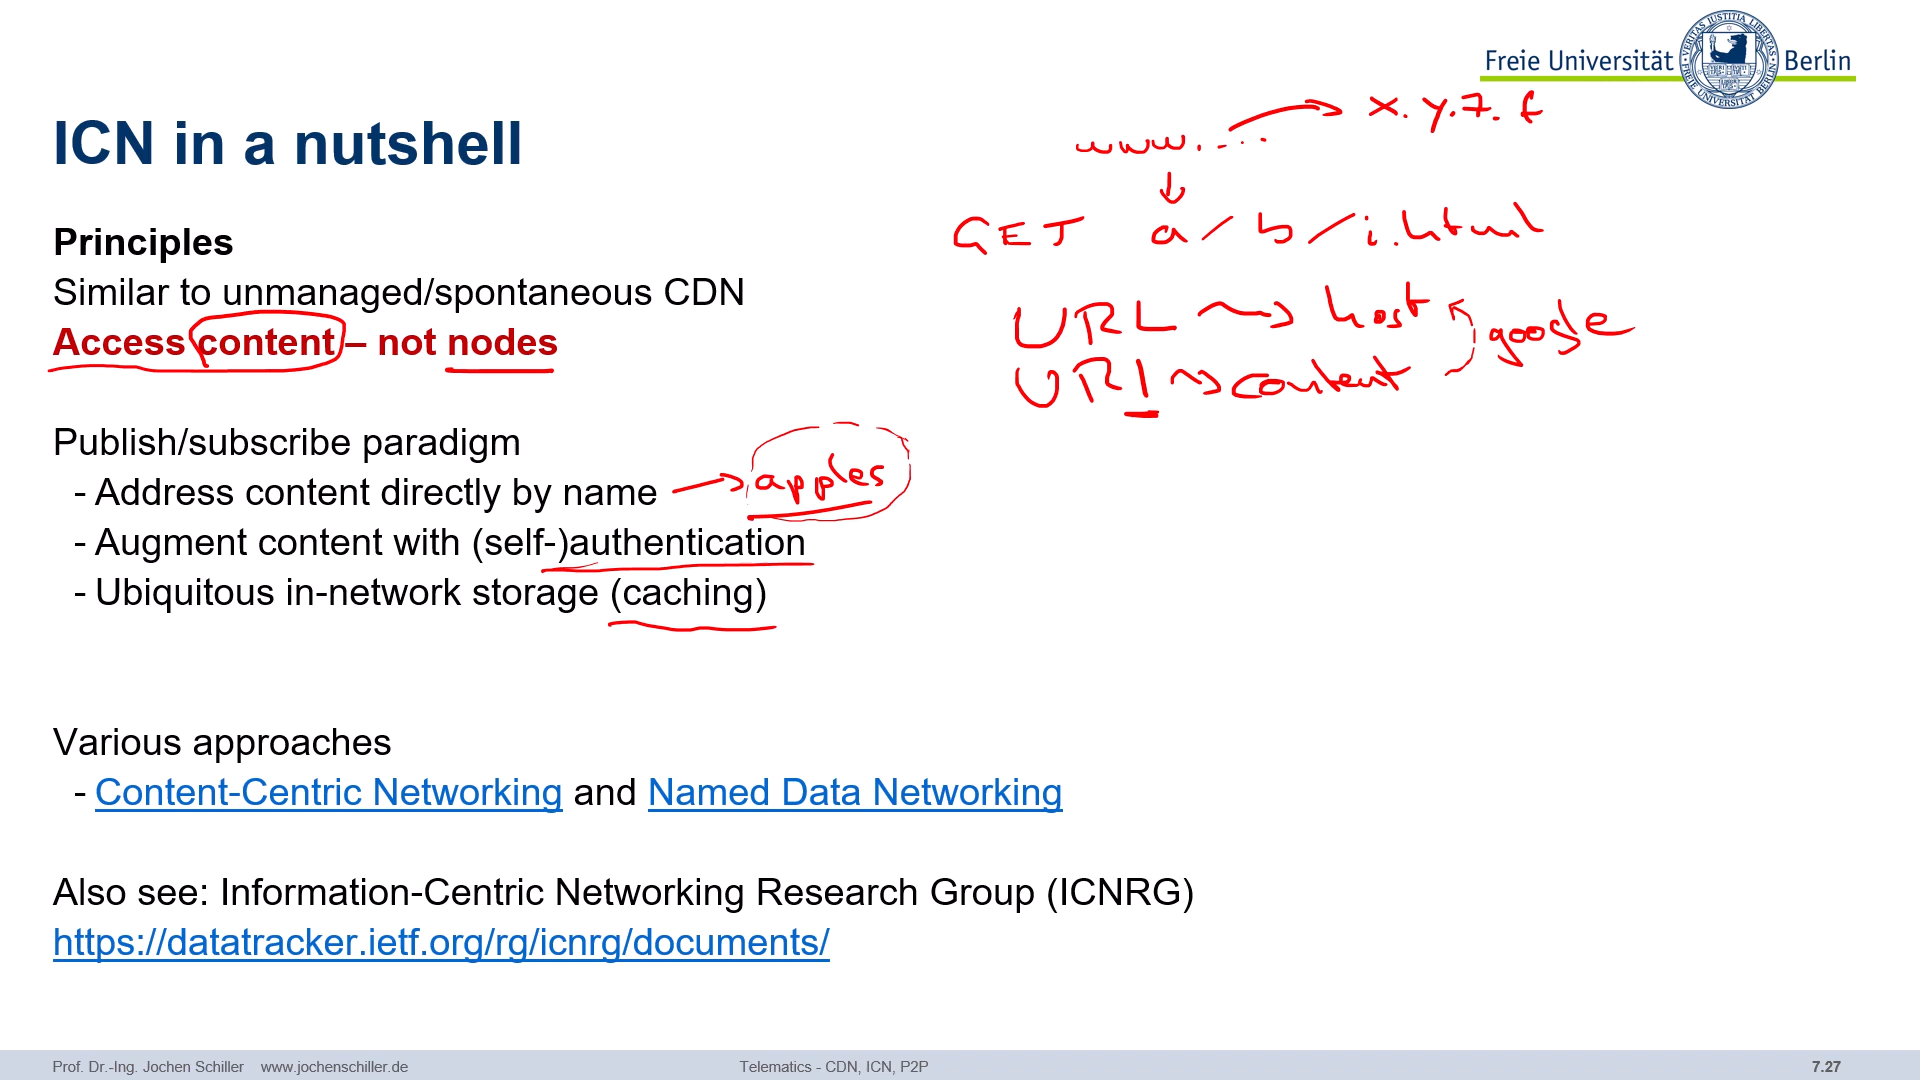 Freie Universität Berlin
x.y.z.t
www. ...
ICN in a nutshell
GET a/b/i.html
Principles
Similar to unmanaged/spontaneous CDN
URL host
google
Access content – not nodes
URI content
Publish/subscribe paradigm
- Address content directly by name
apples
- Augment content with (self-)authentication
- Ubiquitous in-network storage (caching)
Various approaches
- Content-Centric Networking and Named Data Networking
Also see: Information-Centric Networking Research Group (ICNRG)
https://datatracker.ietf.org/rg/icnrg/documents/
Prof. Dr.-Ing. Jochen Schiller www.jochenschiller.de
Telematics - CDN, ICN, P2P
7.27